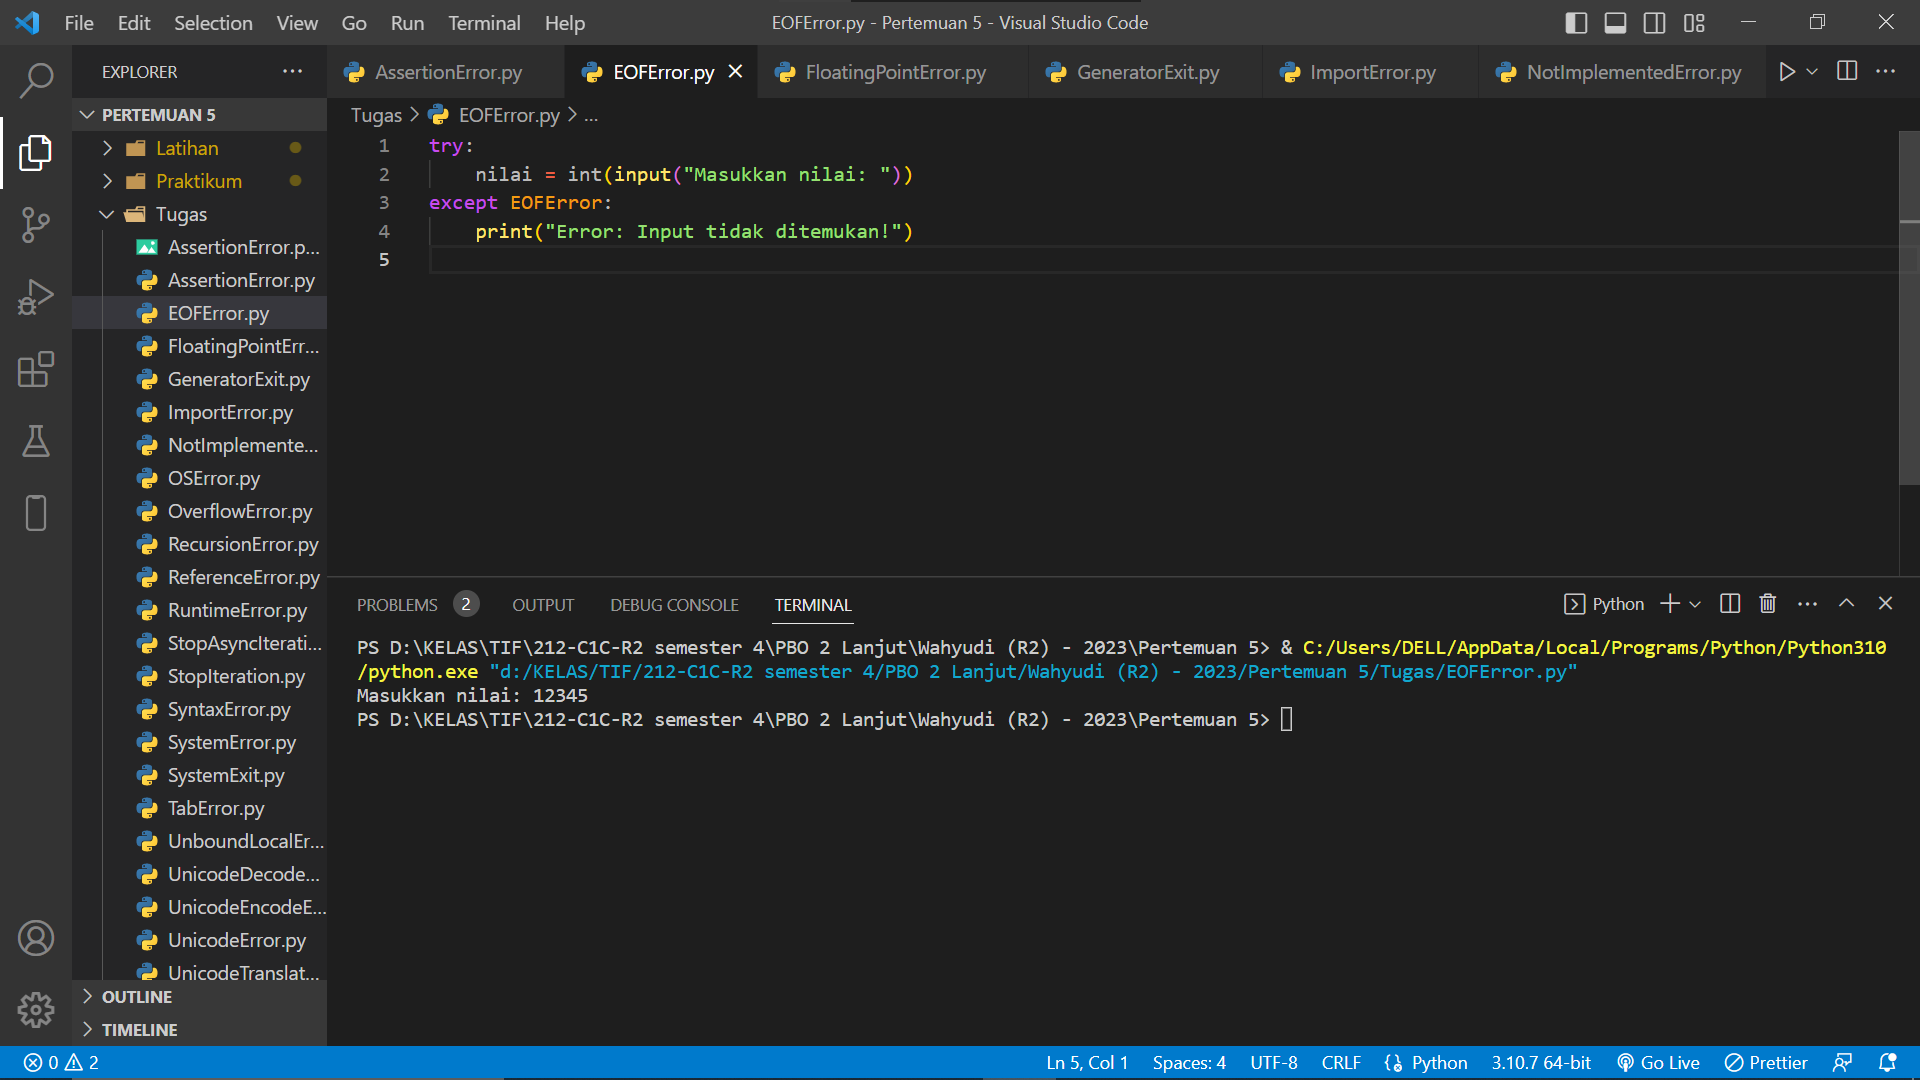 File Edit Selection View Go Run Terminal Help
EOFError.py - Pertemuan 5 - Visual Studio Code
EXPLORER
PERTEMUAN 5
Latihan
Praktikum
Tugas
AssertionError.p...
AssertionError.py
EOFError.py
FloatingPointErr...
GeneratorExit.py
ImportError.py
NotImplemente...
OSError.py
OverflowError.py
RecursionError.py
ReferenceError.py
RuntimeError.py
StopAsyncIterati...
StopIteration.py
SyntaxError.py
SystemError.py
SystemExit.py
TabError.py
UnboundLocalEr...
UnicodeDecode...
UnicodeEncodeE...
UnicodeError.py
UnicodeTranslat...
OUTLINE
TIMELINE
AssertionError.py EOFError.py FloatingPointError.py GeneratorExit.py ImportError.py NotImplementedError.py
Tugas > EOFError.py > ...
1 try:
2 nilai = int(input("Masukkan nilai: "))
3 except EOFError:
4 print("Error: Input tidak ditemukan!")
5
PROBLEMS 2 OUTPUT DEBUG CONSOLE TERMINAL
Python
PS D:\KELAS\TIF\212-C1C-R2 semester 4\PBO 2 Lanjut\Wahyudi (R2) - 2023\Pertemuan 5> & C:/Users/DELL/AppData/Local/Programs/Python/Python310
/python.exe "d:/KELAS/TIF/212-C1C-R2 semester 4/PBO 2 Lanjut/Wahyudi (R2) - 2023/Pertemuan 5/Tugas/EOFError.py"
Masukkan nilai: 12345
PS D:\KELAS\TIF\212-C1C-R2 semester 4\PBO 2 Lanjut\Wahyudi (R2) - 2023\Pertemuan 5>
0 2
Ln 5, Col 1 Spaces: 4 UTF-8 CRLF Python 3.10.7 64-bit Go Live Prettier